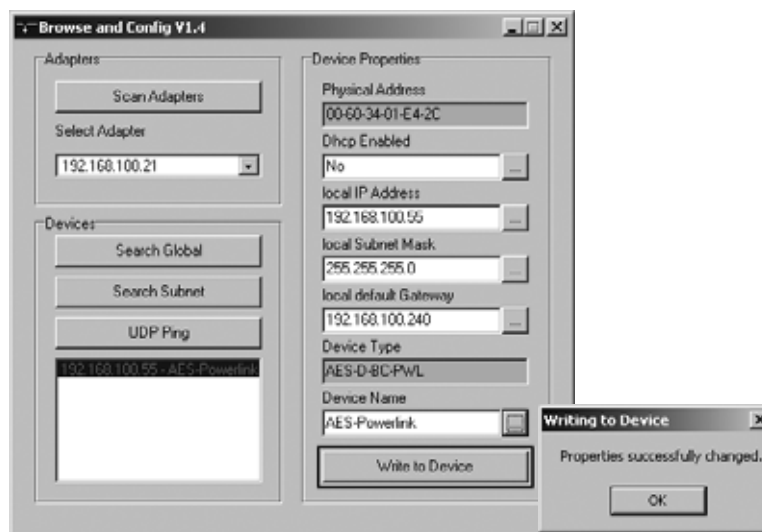 Browse and Config V1.4
Adapters
Scan Adapters
Select Adapter
192.168.100.21
Devices
Search Global
Search Subnet
UDP Ping
192.168.100.55 - AES-Powerlink
Device Properties
Physical Address
00-60-34-01-E4-2C
Dhcp Enabled
No
...
local IP Address
192.168.100.55
...
local Subnet Mask
255.255.255.0
...
local default Gateway
192.168.100.240
...
Device Type
AES-D-BC-PWL
Device Name
AES-Powerlink
...
Write to Device
Writing to Device
Properties successfully changed.
OK